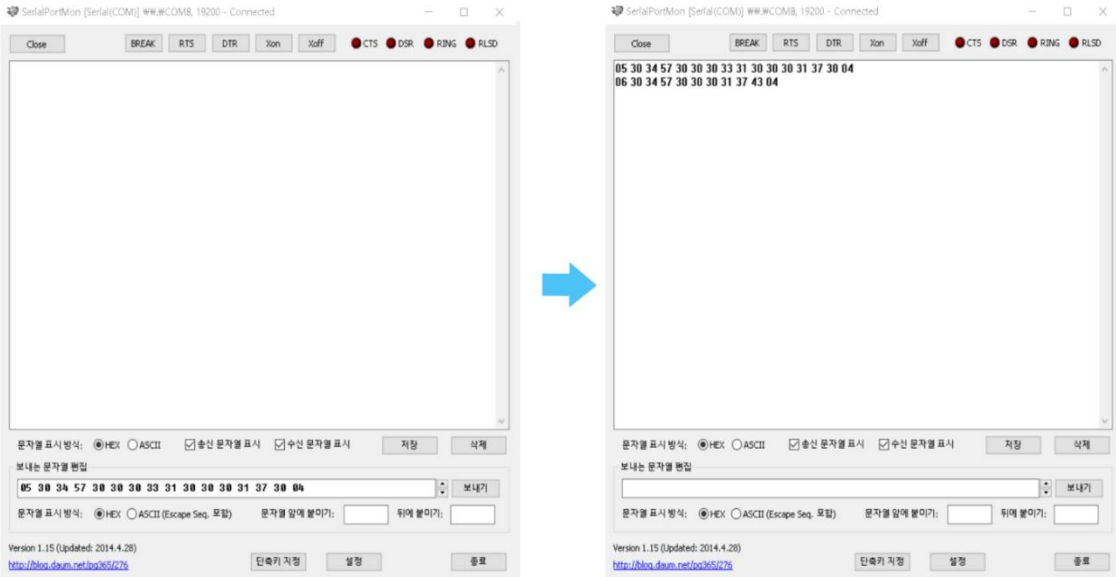 SerialPortMon [Serial(COM)] ₩₩.₩COM8, 19200 - Connected
Close BREAK RTS DTR Xon Xoff CTS DSR RING RLSD
문자열 표시 방식: HEX ASCII 송신 문자열 표시 수신 문자열 표시 저장 삭제
보내는 문자열 편집
05 30 34 57 30 30 30 33 31 30 30 30 31 37 30 04 보내기
문자열 표시 방식: HEX ASCII (Escape Seq. 포함) 문자열 앞에 붙이기: 뒤에 붙이기:
Version 1.15 (Updated: 2014.4.28)
http://blog.daum.net/pg365/276 단축키 지정 설정 종료
SerialPortMon [Serial(COM)] ₩₩.₩COM8, 19200 - Connected
Close BREAK RTS DTR Xon Xoff CTS DSR RING RLSD
05 30 34 57 30 30 30 33 31 30 30 30 31 37 30 04
06 30 34 57 30 30 30 31 37 43 04
문자열 표시 방식: HEX ASCII 송신 문자열 표시 수신 문자열 표시 저장 삭제
보내는 문자열 편집
보내기
문자열 표시 방식: HEX ASCII (Escape Seq. 포함) 문자열 앞에 붙이기: 뒤에 붙이기:
Version 1.15 (Updated: 2014.4.28)
http://blog.daum.net/pg365/276 단축키 지정 설정 종료